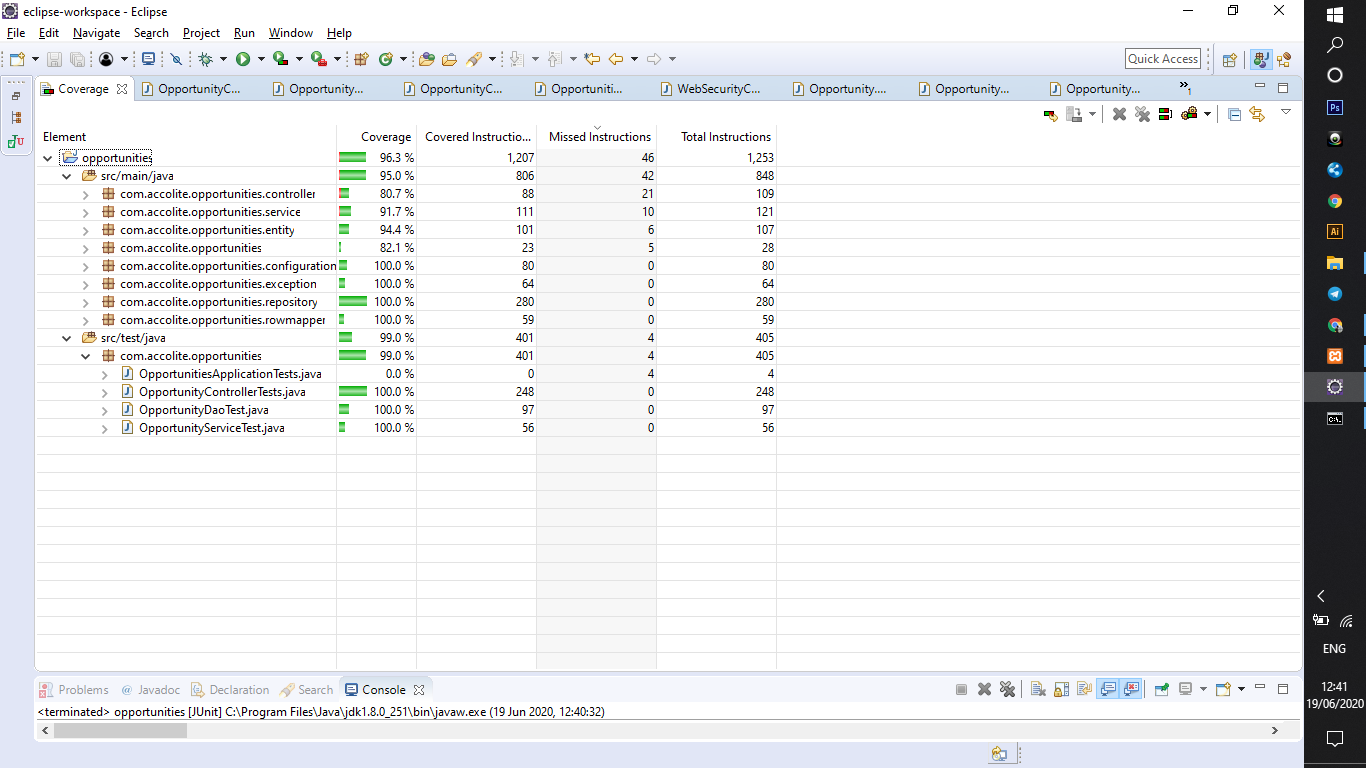 eclipse-workspace - Eclipse
File Edit Navigate Search Project Run Window Help
Quick Access
Coverage OpportunityC... Opportunity... OpportunityC... Opportuniti... WebSecurityC... Opportunity.... Opportunity... Opportunity... »1
Element Coverage Covered Instructio... Missed Instructions Total Instructions
opportunities 96.3 % 1,207 46 1,253
src/main/java 95.0 % 806 42 848
com.accolite.opportunities.controller 80.7 % 88 21 109
com.accolite.opportunities.service 91.7 % 111 10 121
com.accolite.opportunities.entity 94.4 % 101 6 107
com.accolite.opportunities 82.1 % 23 5 28
com.accolite.opportunities.configuration 100.0 % 80 0 80
com.accolite.opportunities.exception 100.0 % 64 0 64
com.accolite.opportunities.repository 100.0 % 280 0 280
com.accolite.opportunities.rowmapper 100.0 % 59 0 59
src/test/java 99.0 % 401 4 405
com.accolite.opportunities 99.0 % 401 4 405
OpportunitiesApplicationTests.java 0.0 % 0 4 4
OpportunityControllerTests.java 100.0 % 248 0 248
OpportunityDaoTest.java 100.0 % 97 0 97
OpportunityServiceTest.java 100.0 % 56 0 56
Problems @ Javadoc Declaration Search Console
<terminated> opportunities [JUnit] C:\Program Files\Java\jdk1.8.0_251\bin\javaw.exe (19 Jun 2020, 12:40:32)
Ps
Ai
ENG
12:41
19/06/2020